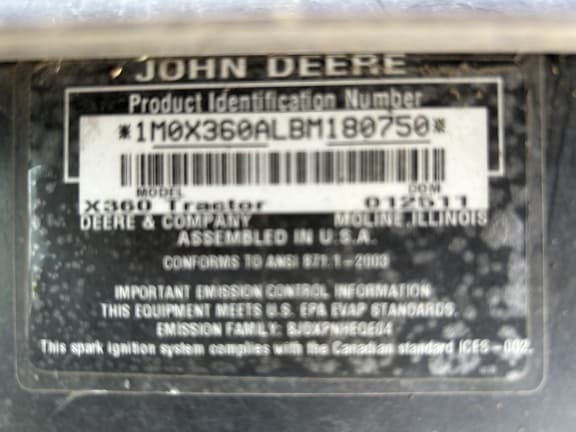 JOHN DEERE
Product Identification Number
*1M0X360ALBM180750*
MODEL DOM
X360 Tractor 012511
DEERE & COMPANY MOLINE, ILLINOIS
ASSEMBLED IN U.S.A.
CONFORMS TO ANSI B71.1-2003
IMPORTANT EMISSION CONTROL INFORMATION
THIS EQUIPMENT MEETS U.S. EPA EVAP STANDARDS.
EMISSION FAMILY:
This spark ignition system complies with the Canadian standard ICES-002.